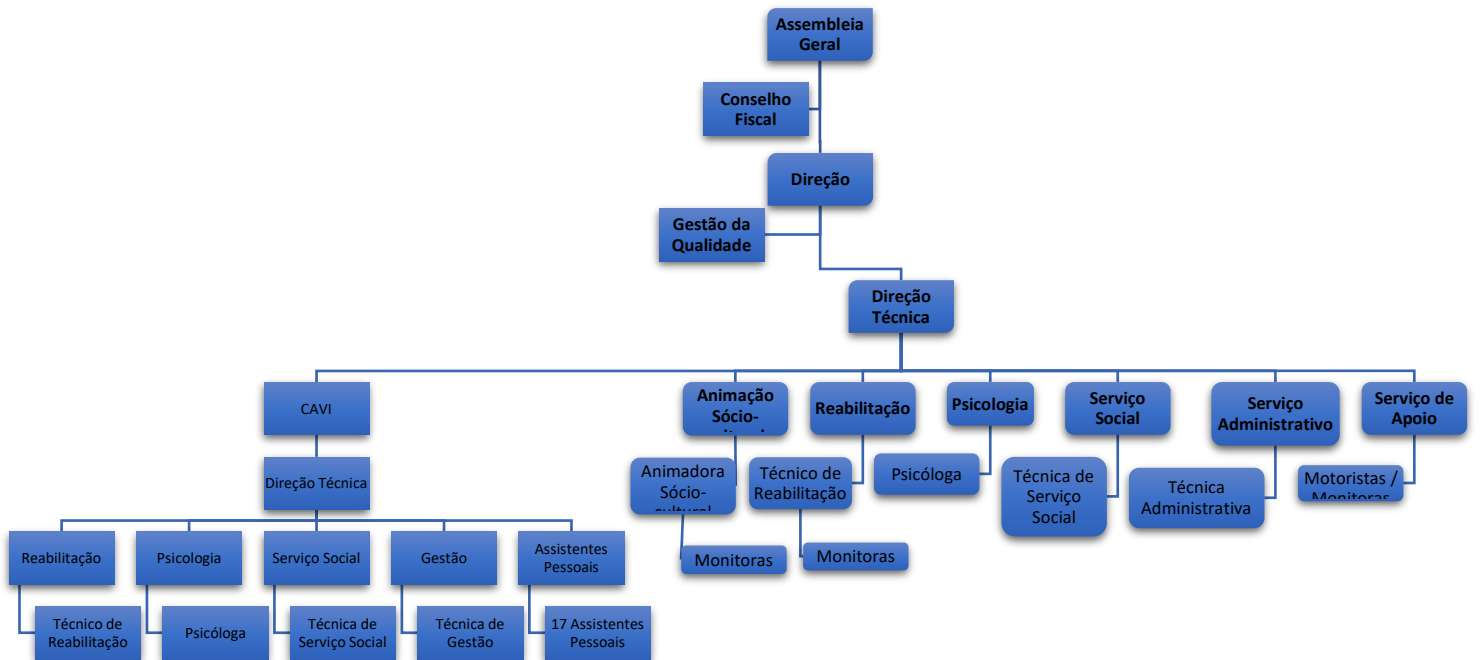 Assembleia
Geral
Conselho
Fiscal
Direção
Gestão da
Qualidade
Direção
Técnica
CAVI
Animação
Sócio-
Reabilitação
Psicologia
Serviço
Social
Serviço
Administrativo
Serviço de
Apoio
Direção Técnica
Animadora
Sócio-
cultural
Técnico de
Reabilitação
Psicóloga
Técnica de
Serviço
Social
Técnica
Administrativa
Motoristas /
Monitoras
Reabilitação
Psicologia
Serviço Social
Gestão
Assistentes
Pessoais
Monitoras
Monitoras
Técnico de
Reabilitação
Psicóloga
Técnica de
Serviço Social
Técnica de
Gestão
17 Assistentes
Pessoais